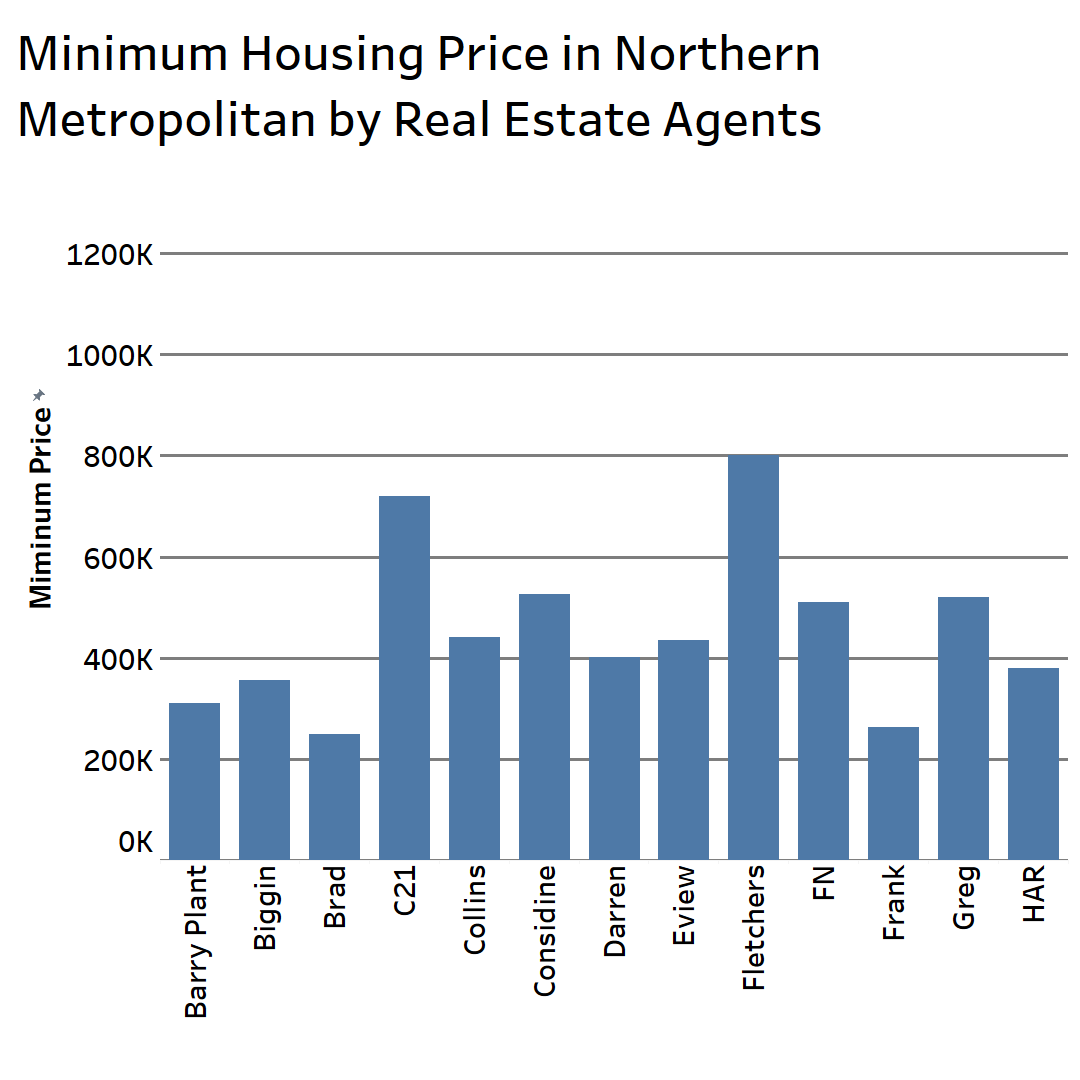 Minimum Housing Price in Northern
Metropolitan by Real Estate Agents
1200K
1000K
800K
600K
400K
200K
0K
Miminum Price
Barry Plant
Biggin
Brad
C21
Collins
Considine
Darren
Eview
Fletchers
FN
Frank
Greg
HAR